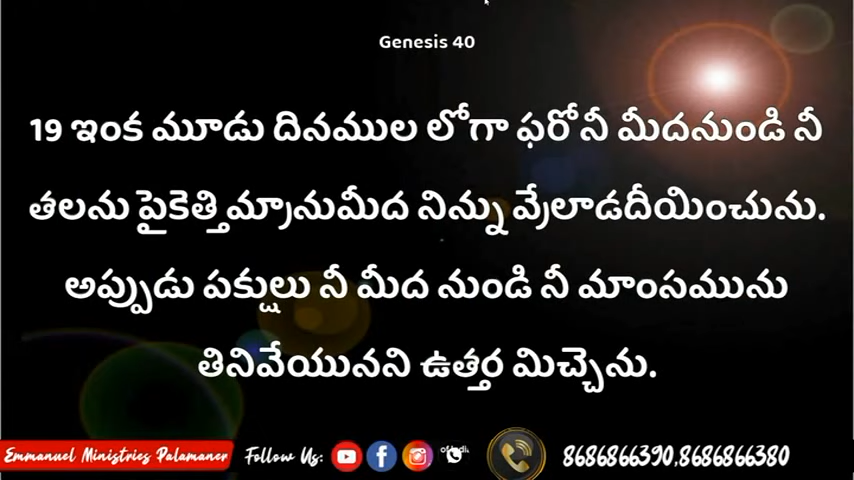 Genesis 40
19 ఇంక మూడు దినముల లోగా ఫరోనీ మీదనుండి నీ
తలను పైకెత్తిమ్రానుమీద నిన్ను వ్రేలాడదీయించును.
అప్పుడు పక్షులు నీ మీద నుండి నీ మాంసమును
తినివేయునని ఉత్తర మిచ్చెను.
Emmanuel Ministries Palamaner Follow Us: 8686866390,8686866380